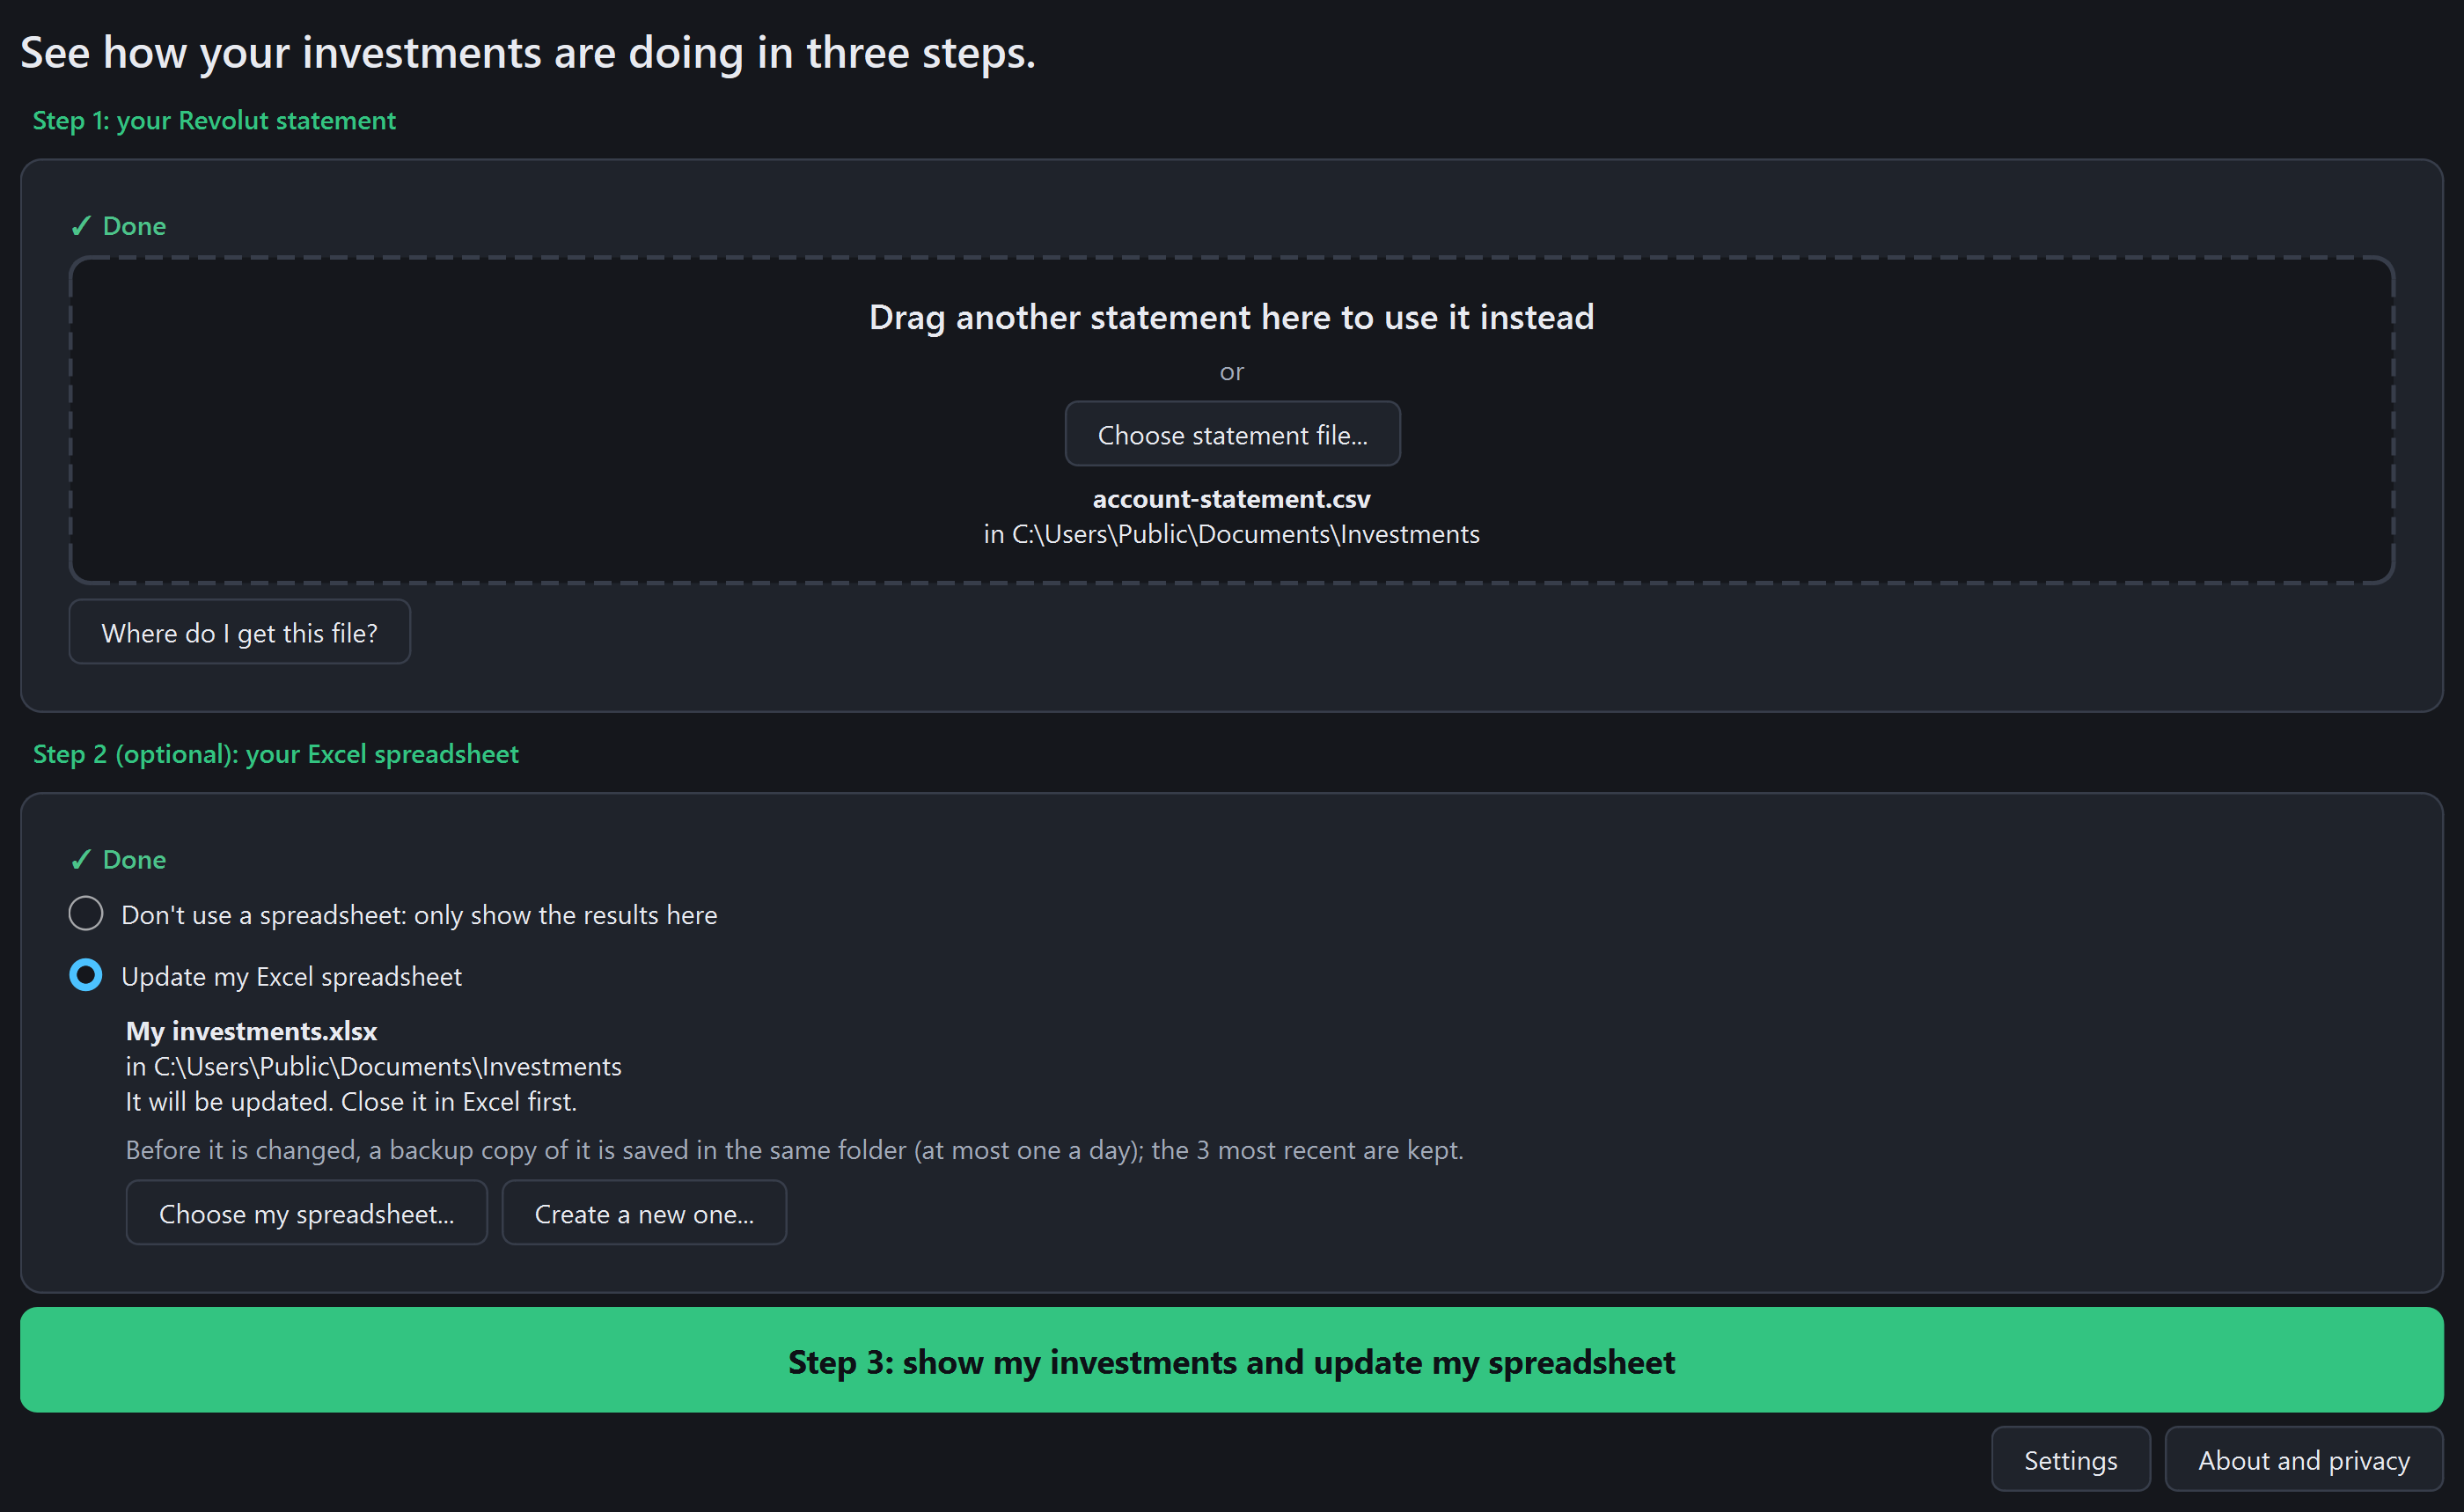 See how your investments are doing in three steps.
Step 1: your Revolut statement
✓ Done
Drag another statement here to use it instead
or
Choose statement file...
account-statement.csv
in C:\Users\Public\Documents\Investments
Where do I get this file?
Step 2 (optional): your Excel spreadsheet
✓ Done
Don't use a spreadsheet: only show the results here
Update my Excel spreadsheet
My investments.xlsx
in C:\Users\Public\Documents\Investments
It will be updated. Close it in Excel first.
Before it is changed, a backup copy of it is saved in the same folder (at most one a day); the 3 most recent are kept.
Choose my spreadsheet...
Create a new one...
Step 3: show my investments and update my spreadsheet
Settings
About and privacy